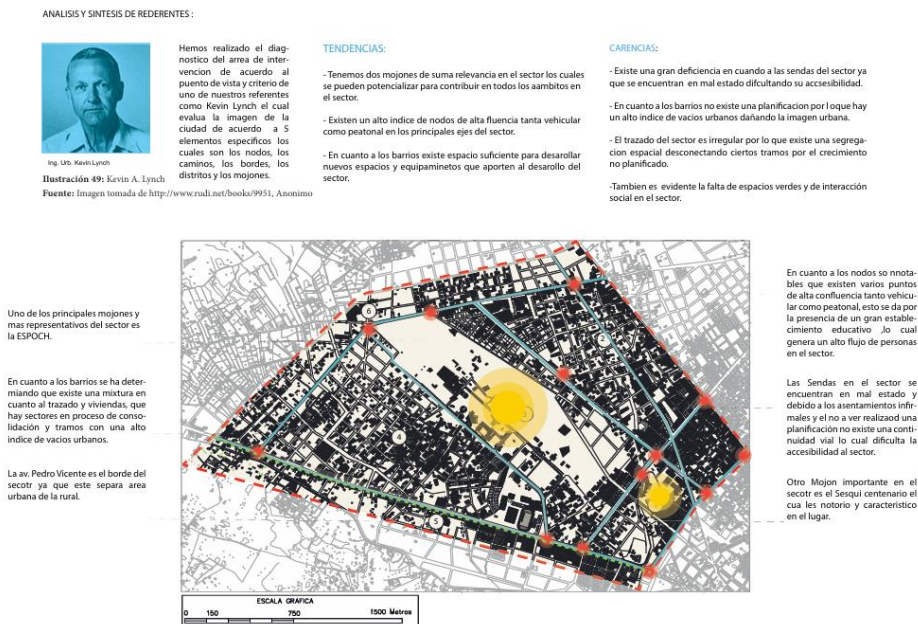 ANALISIS Y SINTESIS DE REDERENTES :
Ing. Urb. Kevin Lynch
Ilustración 49: Kevin A. Lynch
Fuente: Imagen tomada de http://www.rudi.net/books/9951, Anonimo
Hemos realizado el diag-
nostico del area de inter-
vencion de acuerdo al
puento de vista y criterio de
uno de nuestros referentes
como Kevin Lynch el cual
evalua la imagen de la
ciudad de acuerdo a 5
elementos especificos los
cuales son los nodos, los
caminos, los bordes, los
distritos y los mojones.
TENDENCIAS:
- Tenemos dos mojones de suma relevancia en el sector los cuales
se pueden potencializar para contribuir en todos los aambitos en
el sector.
- Existen un alto indice de nodos de alta fluencia tanta vehicular
como peatonal en los principales ejes del sector.
- En cuanto a los barrios existe espacio suficiente para desarollar
nuevos espacios y equipaminetos que aporten al desarollo del
sector.
CARENCIAS:
- Existe una gran deficiencia en cuando a las sendas del sector ya
que se encuentran en mal estado difcultando su accsesibilidad.
- En cuanto a los barrios no existe una planificacion por l oque hay
un alto indice de vacios urbanos dañando la imagen urbana.
- El trazado del sector es irregular por lo que existe una segrega-
cion espacial desconectando ciertos tramos por el crecimiento
no planificado.
-Tambien es evidente la falta de espacios verdes y de interacción
social en el sector.
Uno de los principales mojones y
mas representativos del sector es
la ESPOCH.
En cuanto a los barrios se ha deter-
miando que existe una mixtura en
cuanto al trazado y viviendas, que
hay sectores en proceso de conso-
lidación y tramos con una alto
indice de vacios urbanos.
La av. Pedro Vicente es el borde del
secotr ya que este separa area
urbana de la rural.
6
2
4
5
En cuanto a los nodos so nnota-
bles que existen varios puntos
de alta confluencia tanto vehicu-
lar como peatonal, esto se da por
la presencia de un gran estable-
cimiento educativo ,lo cual
genera un alto flujo de personas
en el sector.
Las Sendas en el sector se
encuentran en mal estado y
debido a los asentamientos infir-
males y el no a ver realizaod una
planificación no existe una conti-
nuidad vial lo cual dificulta la
accesibilidad al sector.
Otro Mojon importante en el
secotr es el Sesqui centenario el
cua les notorio y caracteristico
en el lugar.
ESCALA GRAFICA
0 150 750 1500 Metros